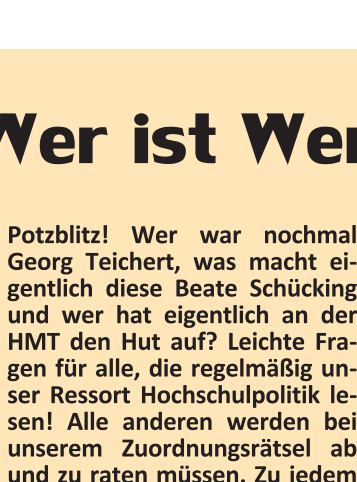 Wer ist Wer
Potzblitz! Wer war nochmal
Georg Teichert, was macht ei-
gentlich diese Beate Schücking
und wer hat eigentlich an der
HMT den Hut auf? Leichte Fra-
gen für alle, die regelmäßig un-
ser Ressort Hochschulpolitik le-
sen! Alle anderen werden bei
unserem Zuordnungsrätsel ab
und zu raten müssen. Zu jedem